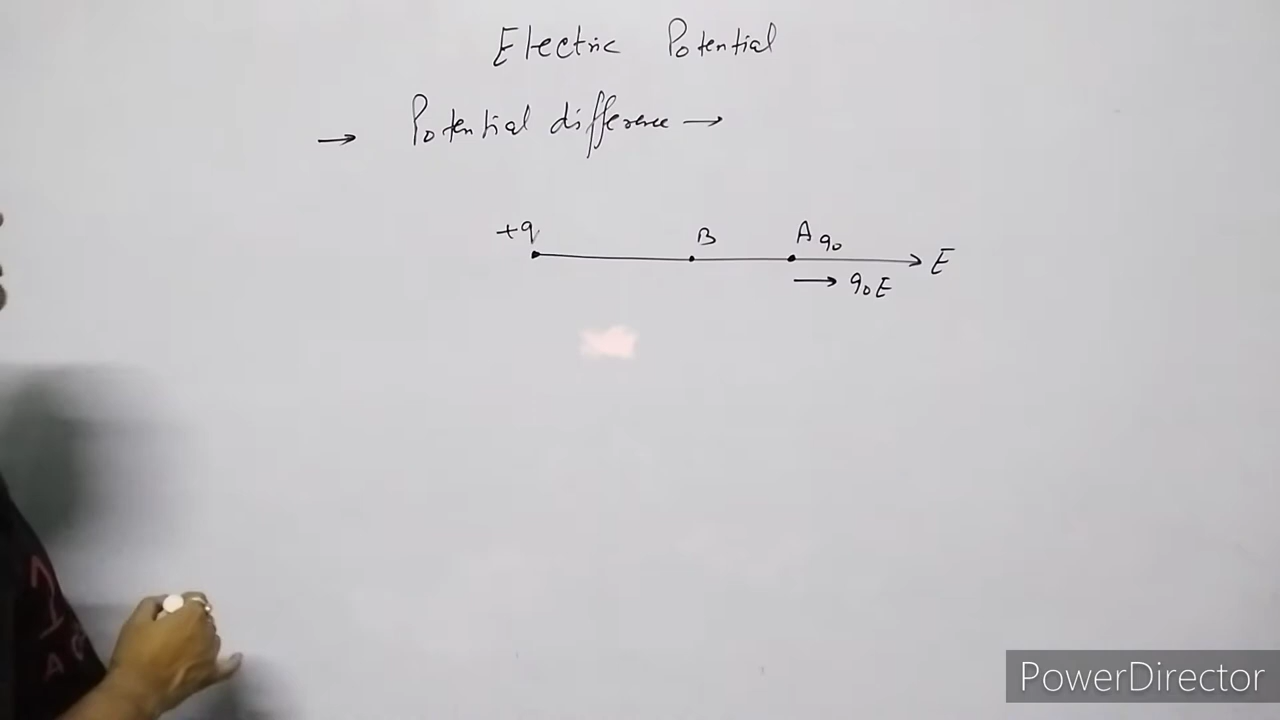 Electric Potential
→ Potential difference →
+q B A q₀ E
→ q₀E
PowerDirector